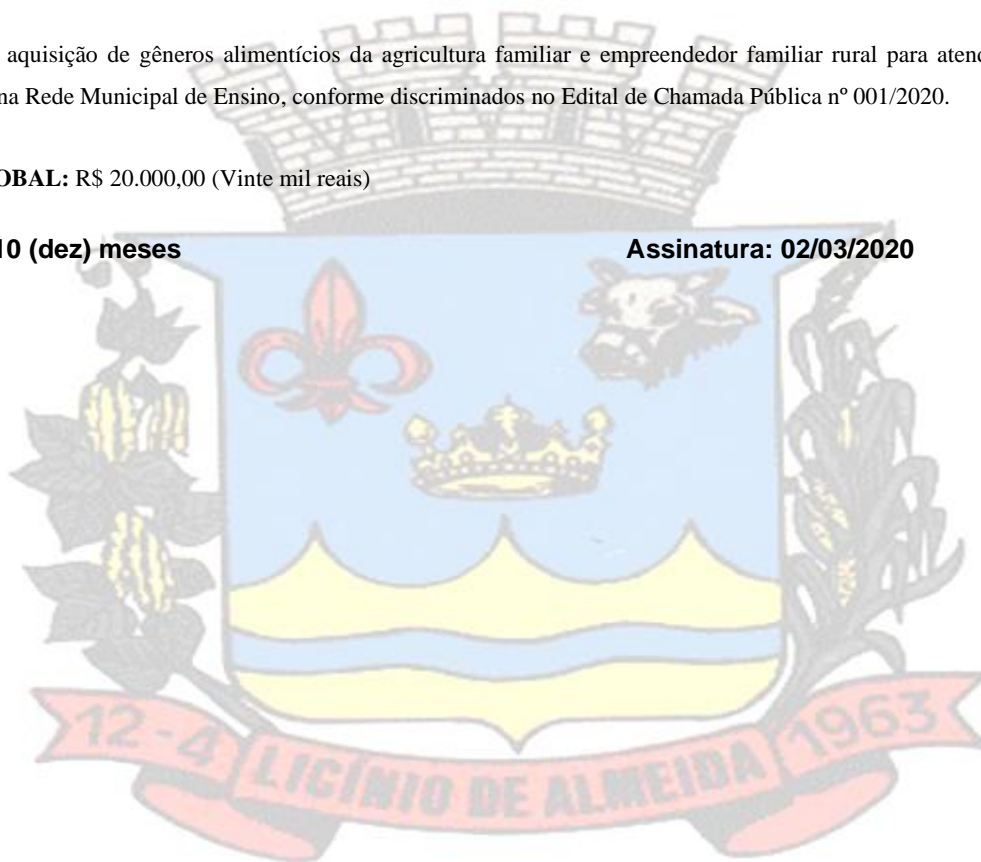 aquisição de gêneros alimentícios da agricultura familiar e empreendedor familiar rural para
na Rede Municipal de Ensino, conforme discriminados no Edital de Chamada Pública nº 001/2020.
OBAL: R$ 20.000,00 (Vinte mil reais)
10 (dez) meses Assinatura: 02/03/2020
12-4 LICÍNIO DE ALMEIDA 1963